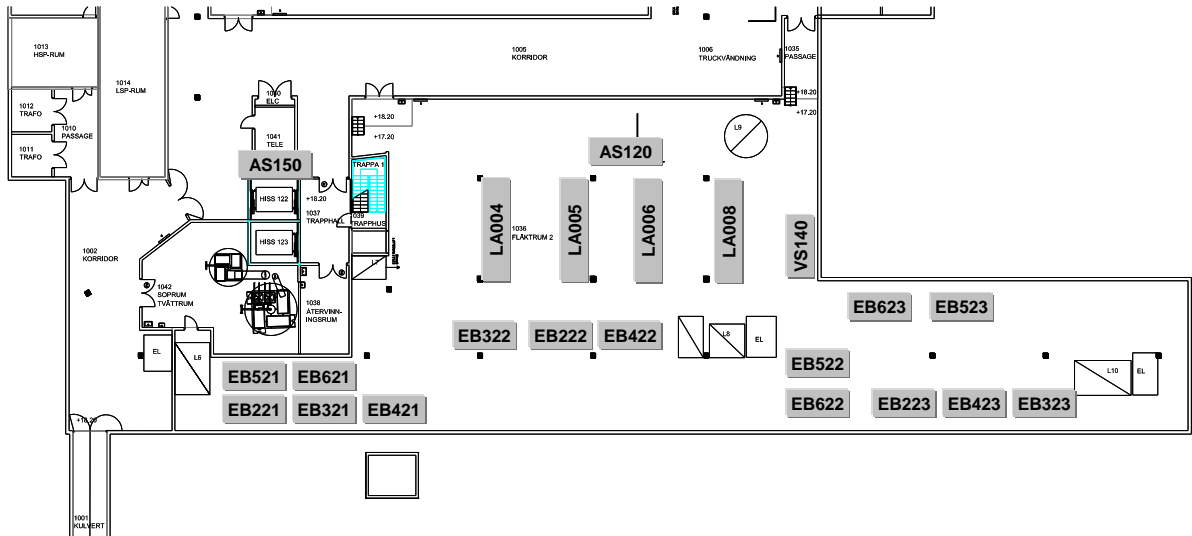 1013
HSP-RUM
1014
LSP-RUM
1012
TRAFO
1010
PASSAGE
1011
TRAFO
1005
KORRIDOR
1006
TRUCKVÄNDNING
1035
PASSAGE
+18.20
+17.20
ELC
1041
TELE
+18.20
+17.20
L9
AS120
AS150
TRAPPA 1
HISS 122
+18.20
1037
TRAPPHALL
TRAPPHUS
HISS 123
LA004
1036
FLÄKTRUM 2
LA005
LA006
LA008
VS140
1002
KORRIDOR
L7
1042
SOPRUM
TVÄTTRUM
1038
ÅTERVINN-
INGSRUM
EB623
EB523
EB322
EB222
EB422
L8
EL
EL
L6
EB522
L10
EL
EB521
EB621
EB221
EB321
EB421
EB622
EB223
EB423
EB323
1001
KULVERT